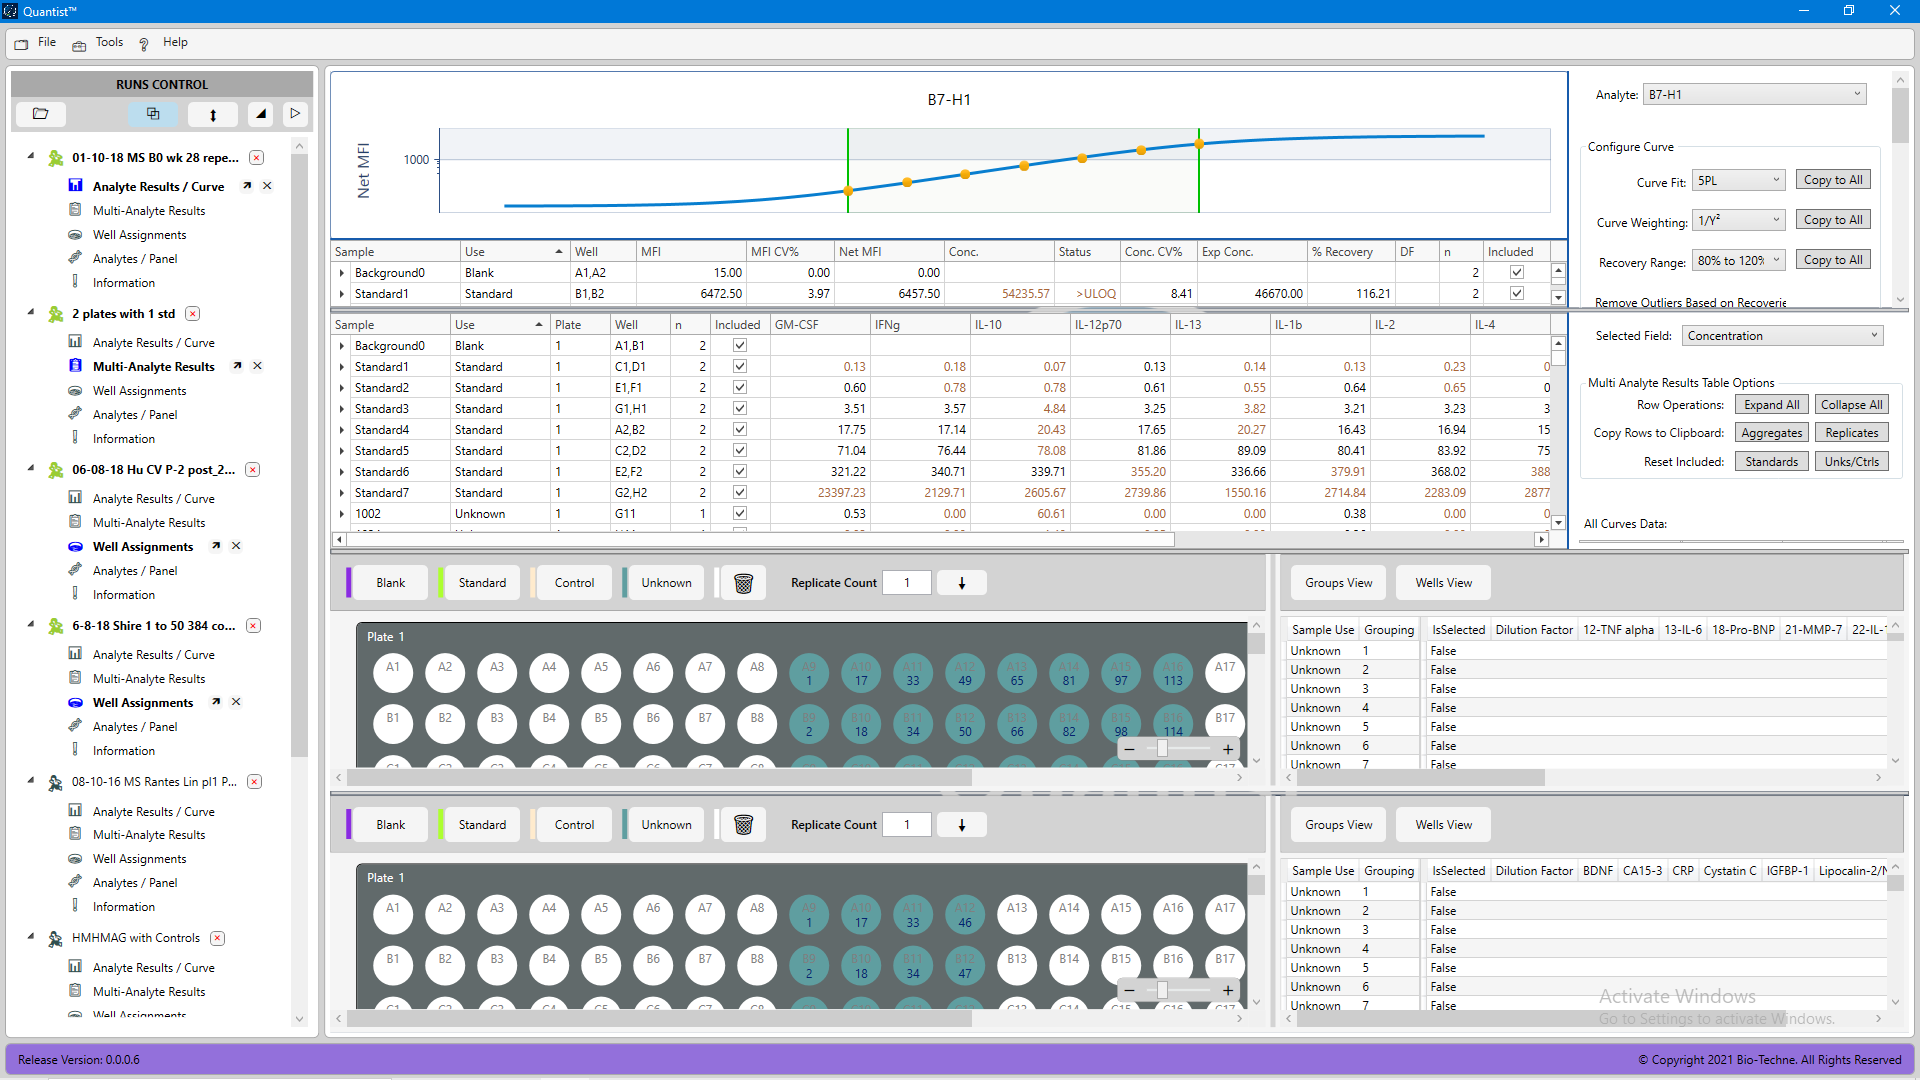 Quantist™
File Tools ? Help
RUNS CONTROL
01-10-18 MS B0 wk 28 repe...
Analyte Results / Curve
Multi-Analyte Results
Well Assignments
Analytes / Panel
Information
2 plates with 1 std
Analyte Results / Curve
Multi-Analyte Results
Well Assignments
Analytes / Panel
Information
06-08-18 Hu CV P-2 post_2...
Analyte Results / Curve
Multi-Analyte Results
Well Assignments
Analytes / Panel
Information
6-8-18 Shire 1 to 50 384 co...
Analyte Results / Curve
Multi-Analyte Results
Well Assignments
Analytes / Panel
Information
08-10-16 MS Rantes Lin pl1 P...
Analyte Results / Curve
Multi-Analyte Results
Well Assignments
Analytes / Panel
Information
HMHMAG with Controls
Analyte Results / Curve
Multi-Analyte Results
Well Assignments
B7-H1
Net MFI
1000
Sample Use Well MFI MFI CV% Net MFI Conc. Status Conc. CV% Exp Conc. % Recovery DF n Included
Background0 Blank A1,A2 15.00 0.00 0.00 2
Standard1 Standard B1,B2 6472.50 3.97 6457.50 54235.57 >ULOQ 8.41 46670.00 116.21 2
Analyte: B7-H1
Configure Curve
Curve Fit: 5PL Copy to All
Curve Weighting: 1/Y² Copy to All
Recovery Range: 80% to 120% Copy to All
Remove Outliers Based on Recoverie
Sample Use Plate Well n Included GM-CSF IFNg IL-10 IL-12p70 IL-13 IL-1b IL-2 IL-4
Background0 Blank 1 A1,B1 2
Standard1 Standard 1 C1,D1 2 0.13 0.18 0.07 0.13 0.14 0.13 0.23 0
Standard2 Standard 1 E1,F1 2 0.60 0.78 0.78 0.61 0.55 0.64 0.65 0
Standard3 Standard 1 G1,H1 2 3.51 3.57 4.84 3.25 3.82 3.21 3.23 3
Standard4 Standard 1 A2,B2 2 17.75 17.14 20.43 17.65 20.27 16.43 16.94 15
Standard5 Standard 1 C2,D2 2 71.04 76.44 78.08 81.86 89.09 80.41 83.92 75
Standard6 Standard 1 E2,F2 2 321.22 340.71 339.71 355.20 336.66 379.91 368.02 388
Standard7 Standard 1 G2,H2 2 23397.23 2129.71 2605.67 2739.86 1550.16 2714.84 2283.09 2877
1002 Unknown 1 G11 1 0.53 0.00 60.61 0.00 0.00 0.38 0.00 0
Selected Field: Concentration
Multi Analyte Results Table Options
Row Operations: Expand All Collapse All
Copy Rows to Clipboard: Aggregates Replicates
Reset Included: Standards Unks/Ctrls
All Curves Data:
Blank Standard Control Unknown Replicate Count 1
Plate 1
A1 A2 A3 A4 A5 A6 A7 A8 A9 A10 A11 A12 A13 A14 A15 A16 A17
1 17 33 49 65 81 97 113
B1 B2 B3 B4 B5 B6 B7 B8 B9 B10 B11 B12 B13 B14 B15 B16 B17
2 18 34 50 66 82 98 114
Groups View Wells View
Sample Use Grouping IsSelected Dilution Factor 12-TNF alpha 13-IL-6 18-Pro-BNP 21-MMP-7 22-IL-
Unknown 1 False
Unknown 2 False
Unknown 3 False
Unknown 4 False
Unknown 5 False
Unknown 6 False
Unknown 7 False
Blank Standard Control Unknown Replicate Count 1
Plate 1
A1 A2 A3 A4 A5 A6 A7 A8 A9 A10 A11 A12 A13 A14 A15 A16 A17
1 17 33 46
B1 B2 B3 B4 B5 B6 B7 B8 B9 B10 B11 B12 B13 B14 B15 B16 B17
2 18 34 47
Groups View Wells View
Sample Use Grouping IsSelected Dilution Factor BDNF CA15-3 CRP Cystatin C IGFBP-1 Lipocalin-2/
Unknown 1 False
Unknown 2 False
Unknown 3 False
Unknown 4 False
Unknown 5 False
Unknown 6 False
Unknown 7 False
Activate Windows
Go to Settings to activate Windows.
Release Version: 0.0.0.6
© Copyright 2021 Bio-Techne. All Rights Reserved